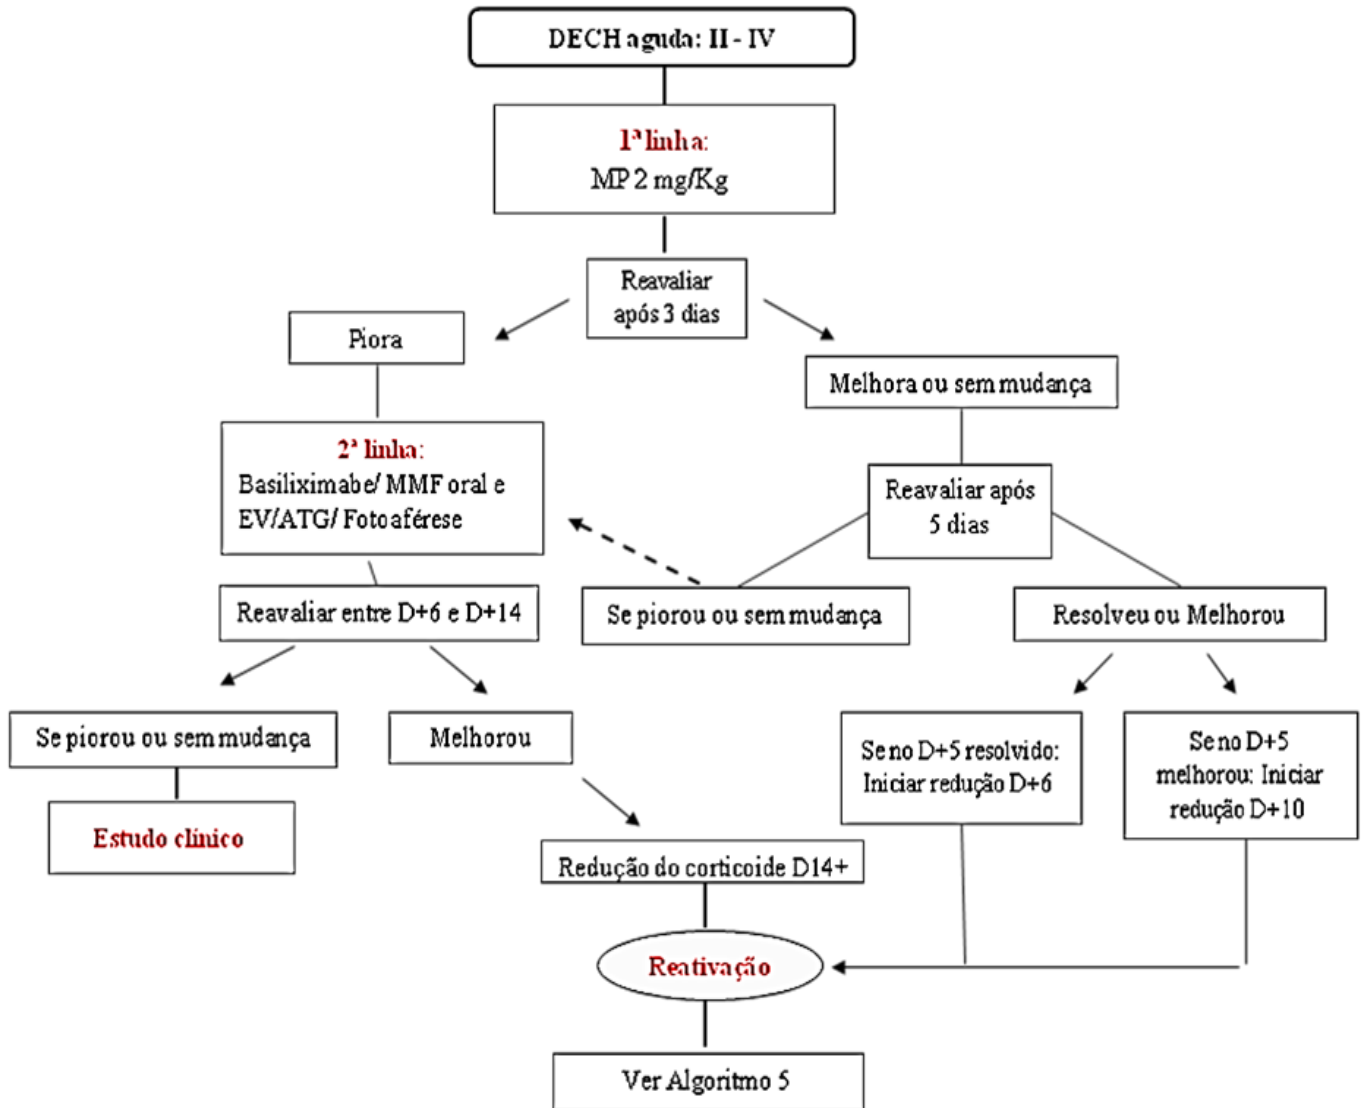 DECH aguda: II - IV
1ª linha:
MP 2 mg/Kg
Reavaliar
após 3 dias
Piora
Melhora ou sem mudança
2ª linha:
Basiliximabe/ MMF oral e
EV/ATG/ Fotoaférese
Reavaliar após
5 dias
Reavaliar entre D+6 e D+14
Se piorou ou sem mudança
Resolveu ou Melhorou
Se piorou ou sem mudança
Melhorou
Se no D+5 resolvido:
Iniciar redução D+6
Se no D+5
melhorou: Iniciar
redução D+10
Estudo clínico
Redução do corticoide D14+
Reativação
Ver Algoritmo 5